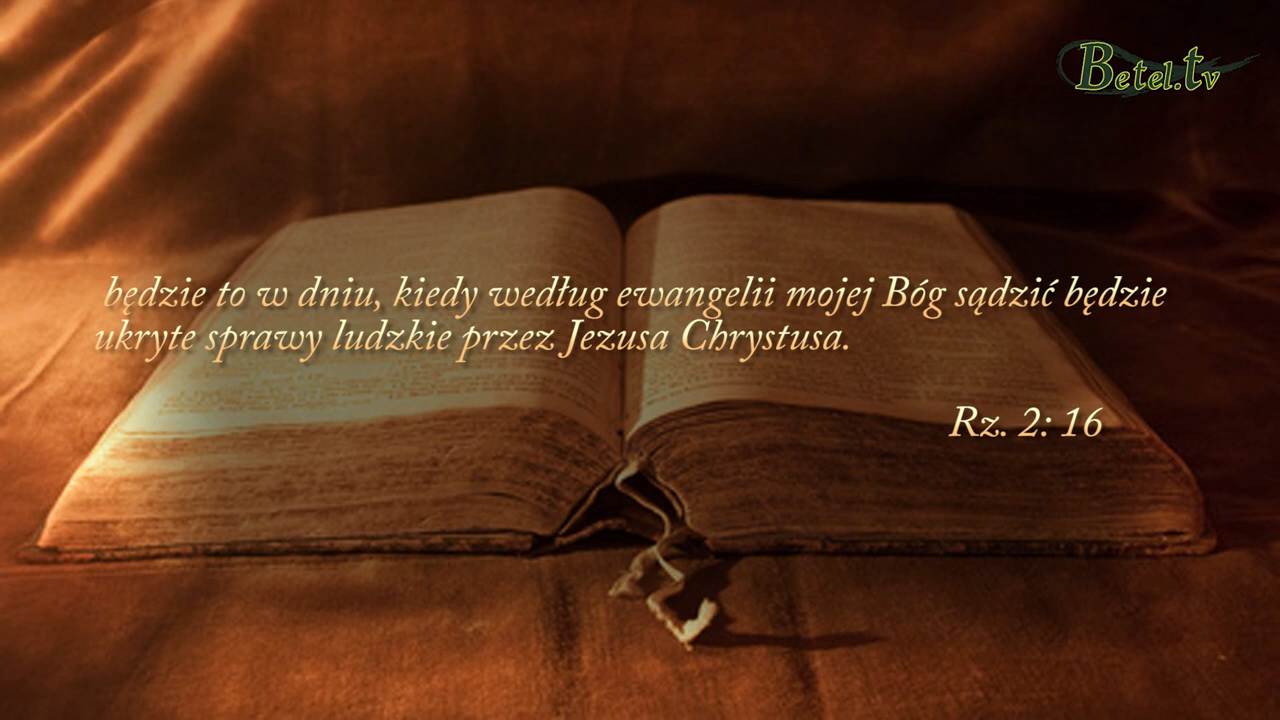 Betel.tv
będzie to w dniu, kiedy według ewangelii mojej Bóg sądzić będzie
ukryte sprawy ludzkie przez Jezusa Chrystusa.
Rz. 2: 16